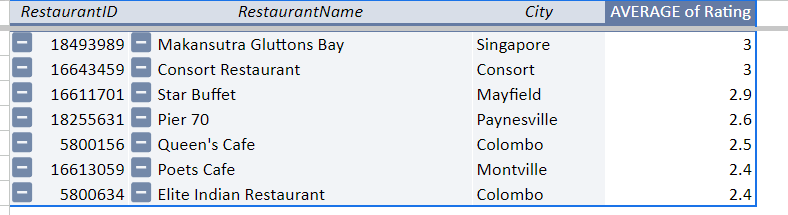 RestaurantID RestaurantName City AVERAGE of Rating
18493989 Makansutra Gluttons Bay Singapore 3
16643459 Consort Restaurant Consort 3
16611701 Star Buffet Mayfield 2.9
18255631 Pier 70 Paynesville 2.6
5800156 Queen's Cafe Colombo 2.5
16613059 Poets Cafe Montville 2.4
5800634 Elite Indian Restaurant Colombo 2.4